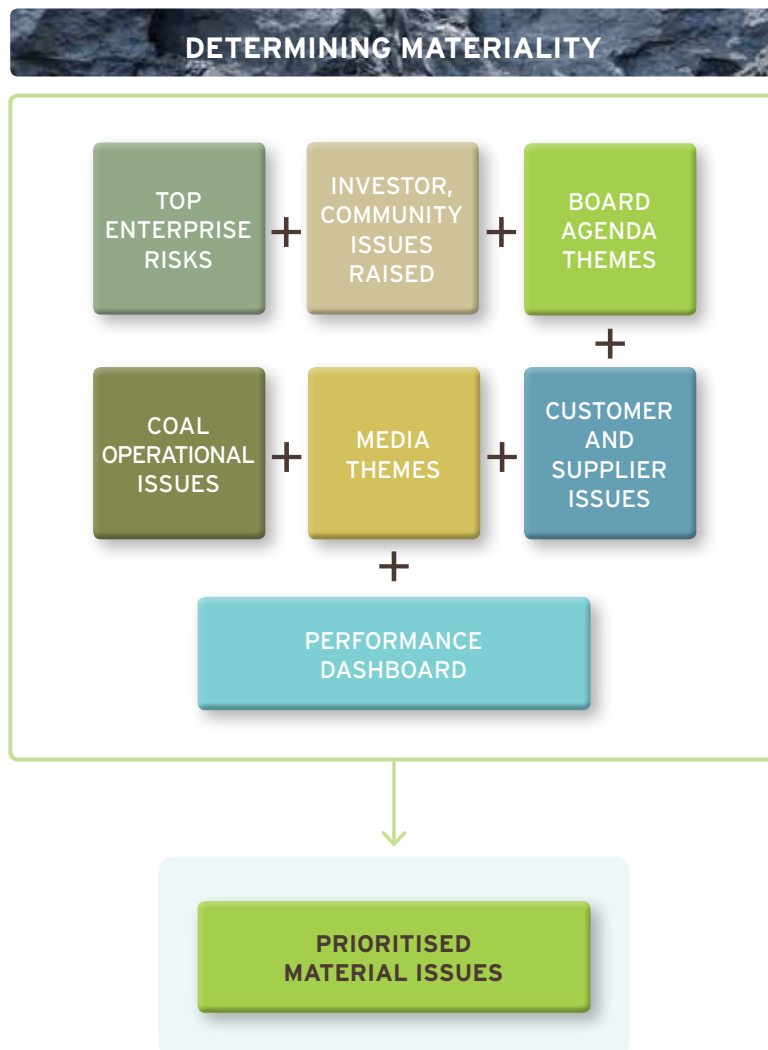 DETERMINING MATERIALITY
TOP
ENTERPRISE
RISKS
+
INVESTOR,
COMMUNITY
ISSUES
RAISED
+
BOARD
AGENDA
THEMES
+
COAL
OPERATIONAL
ISSUES
+
MEDIA
THEMES
+
CUSTOMER
AND
SUPPLIER
ISSUES
+
PERFORMANCE
DASHBOARD
PRIORITISED
MATERIAL ISSUES